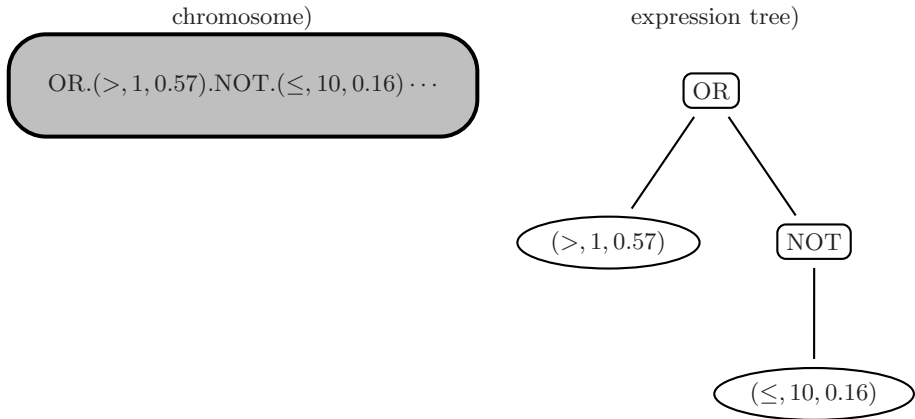 chromosome)
OR.(>, 1, 0.57).NOT.(≤, 10, 0.16) ⋯
expression tree)
OR
(>, 1, 0.57)
NOT
(≤, 10, 0.16)